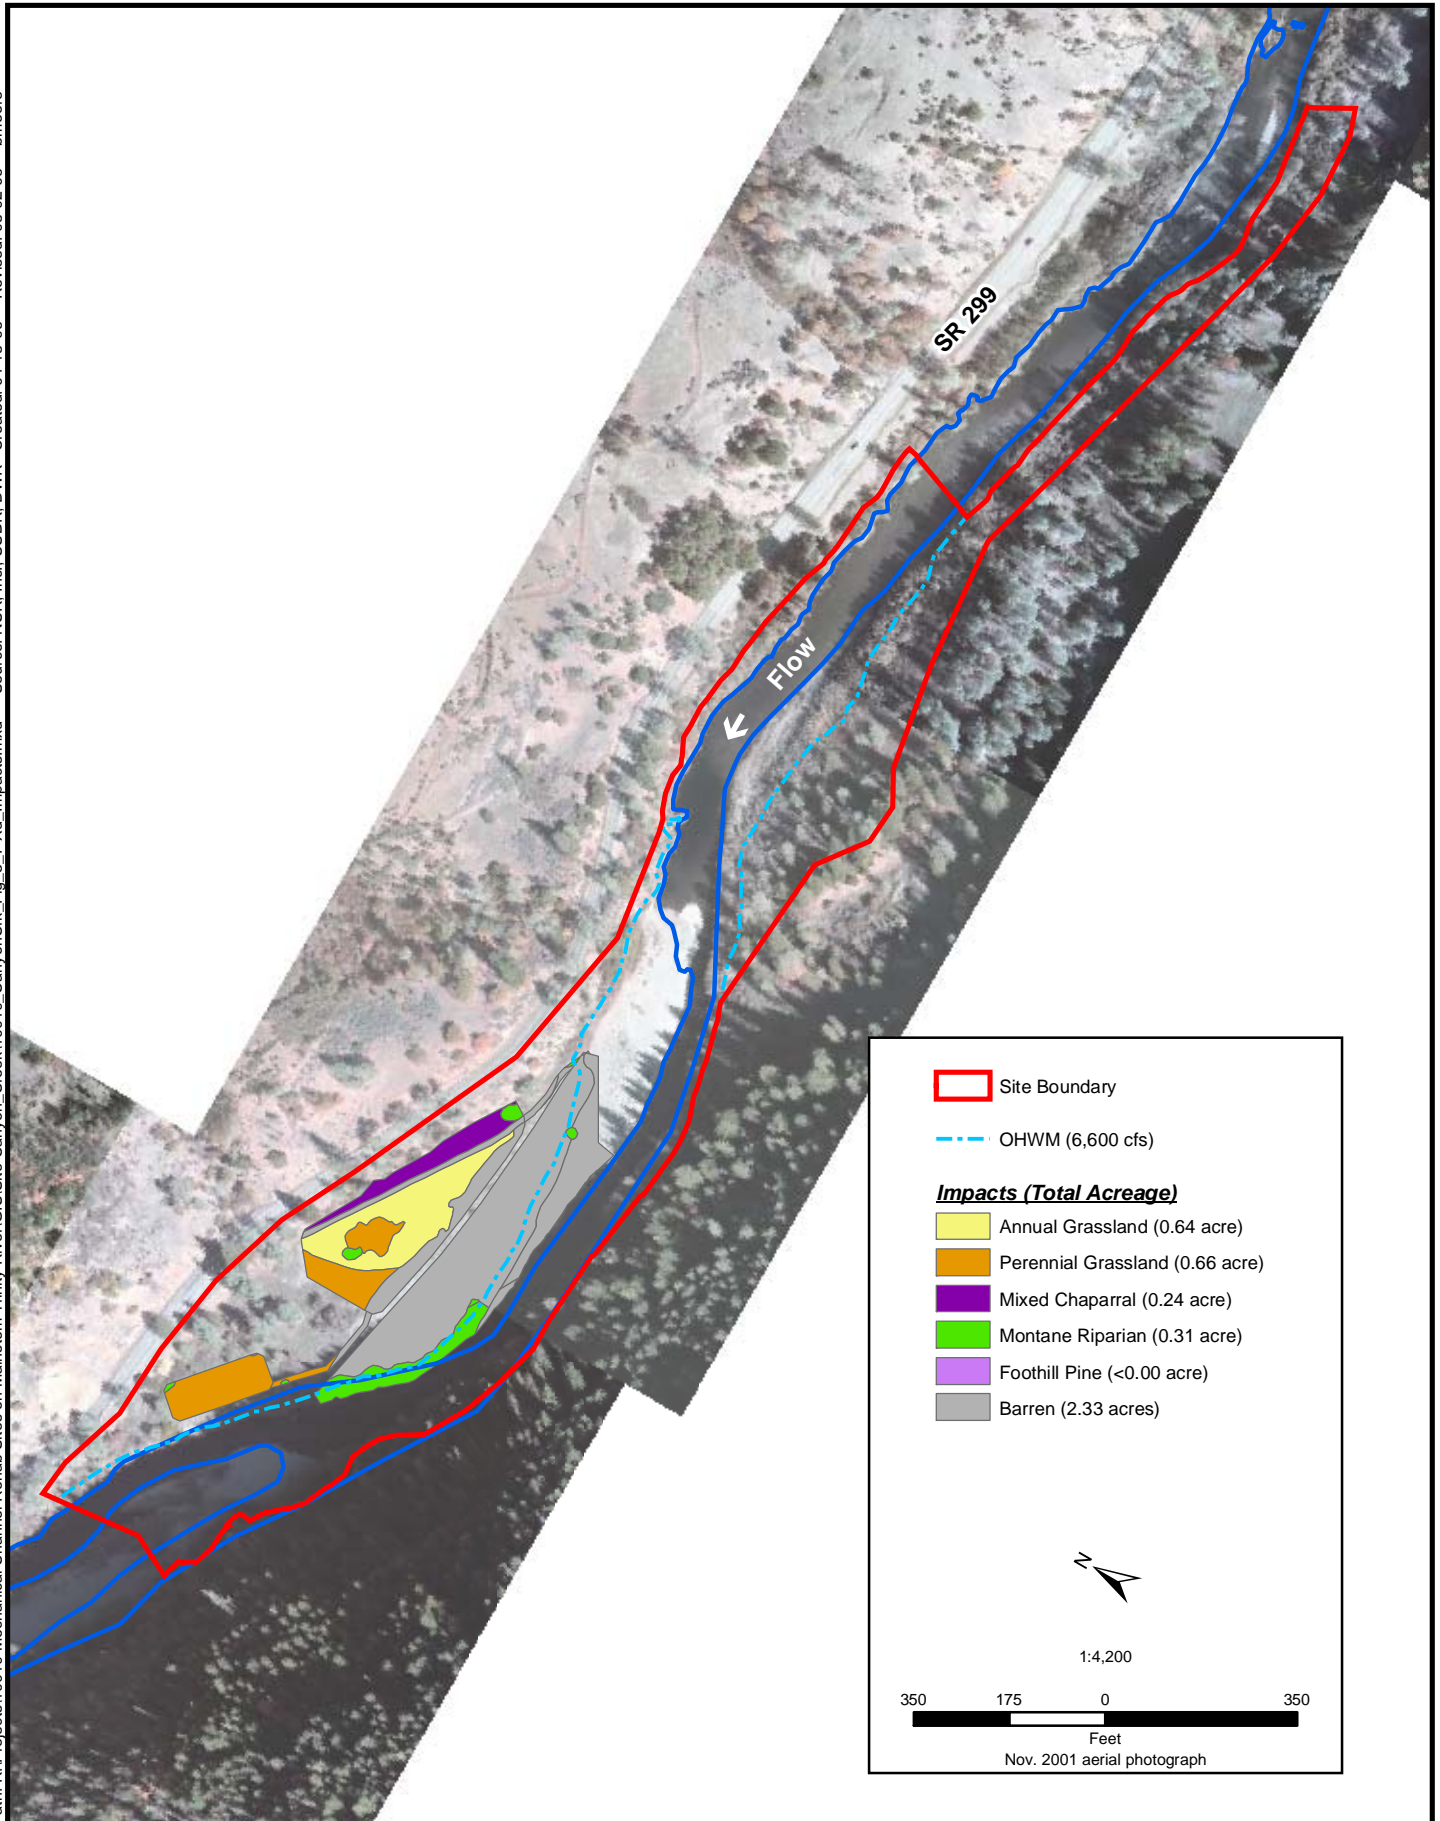 SR 299
Flow
Site Boundary
OHWM (6,600 cfs)
Impacts (Total Acreage)
Annual Grassland (0.64 acre)
Perennial Grassland (0.66 acre)
Mixed Chaparral (0.24 acre)
Montane Riparian (0.31 acre)
Foothill Pine (<0.00 acre)
Barren (2.33 acres)
N
1:4,200
350 175 0 350
Feet
Nov. 2001 aerial photograph